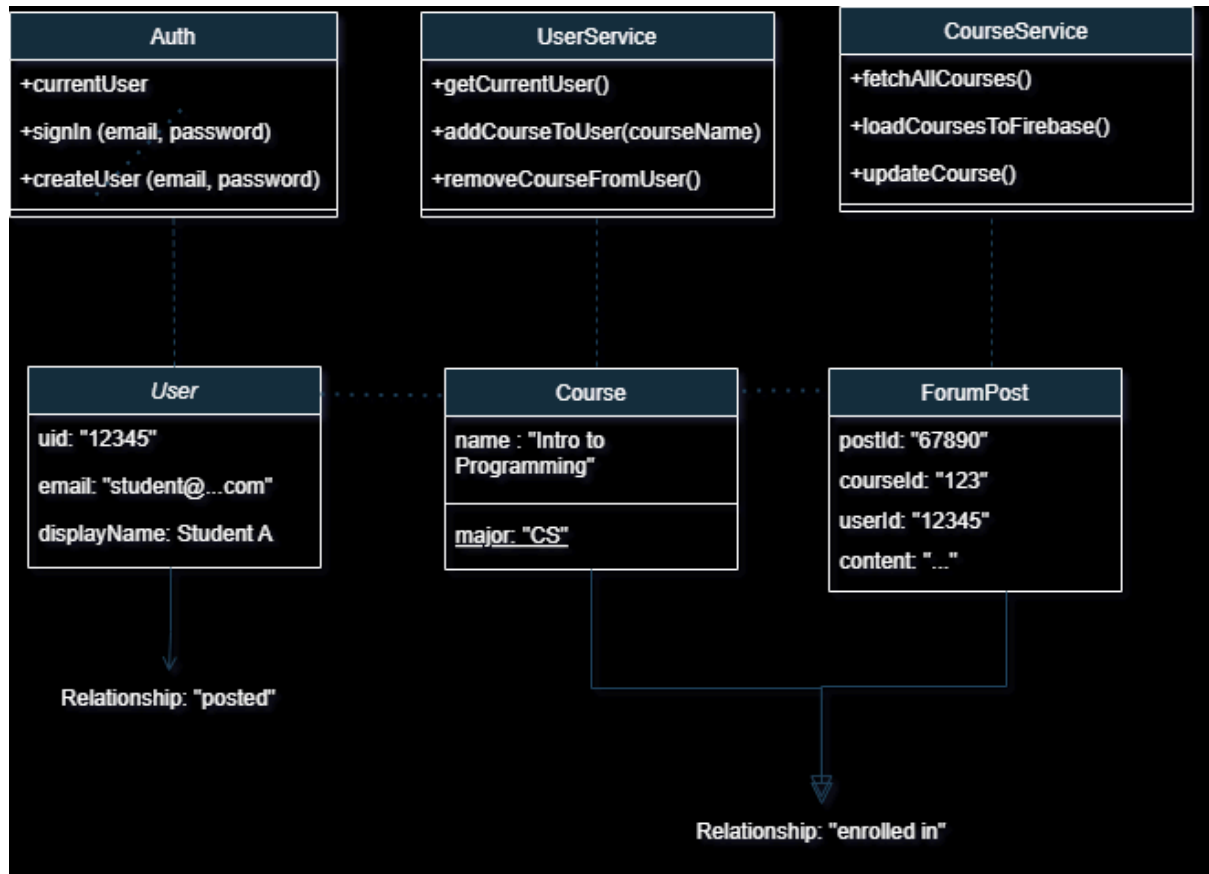 Auth
+currentUser
+signIn (email, password)
+createUser (email, password)
UserService
+getCurrentUser()
+addCourseToUser(courseName)
+removeCourseFromUser()
CourseService
+fetchAllCourses()
+loadCoursesToFirebase()
+updateCourse()
User
uid: "12345"
email: "student@...com"
displayName: Student A
Course
name : "Intro to
Programming"
major: "CS"
ForumPost
postId: "67890"
courseId: "123"
userId: "12345"
content: "..."
Relationship: "posted"
Relationship: "enrolled in"